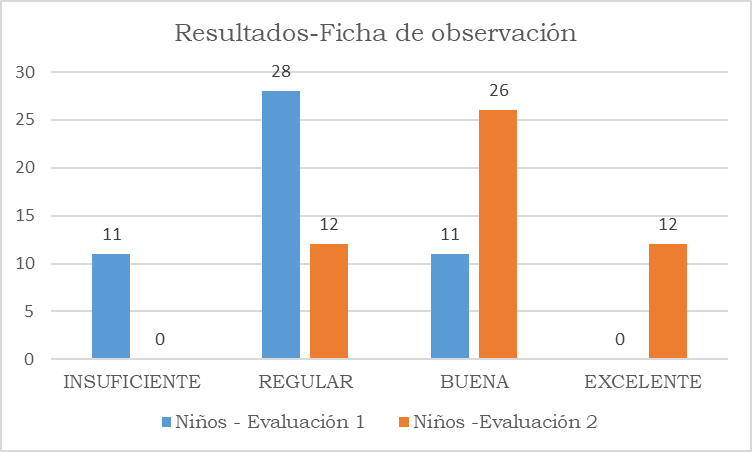 Resultados-Ficha de observación
30
25
20
15
10
5
0
11
0
28
12
11
26
0
12
INSUFICIENTE
REGULAR
BUENA
EXCELENTE
Niños - Evaluación 1
Niños -Evaluación 2